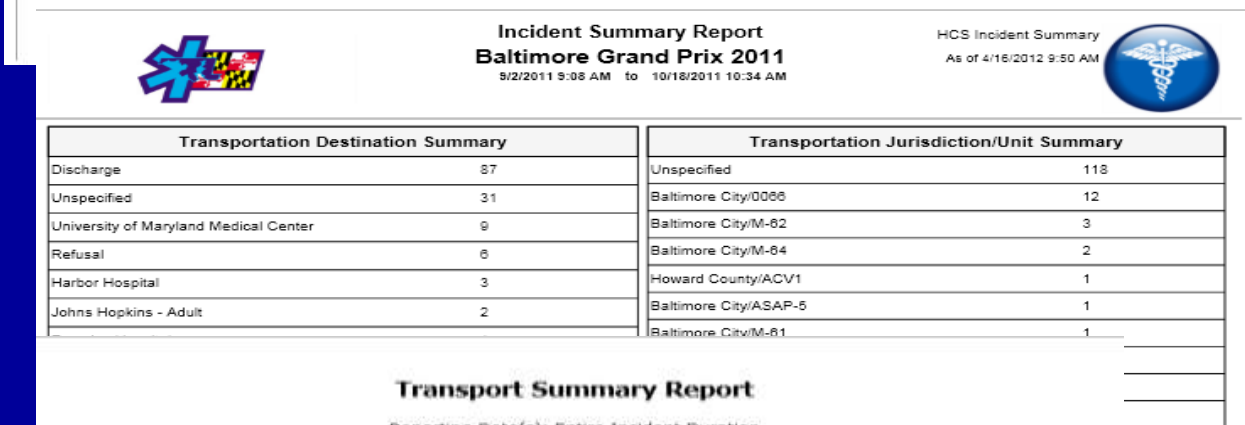 Incident Summary Report
Baltimore Grand Prix 2011
9/2/2011 9:08 AM to 10/18/2011 10:34 AM
HCS Incident Summary
As of 4/16/2012 9:50 AM
Transportation Destination Summary
Discharge 87
Unspecified 31
University of Maryland Medical Center 9
Refusal 6
Harbor Hospital 3
Johns Hopkins - Adult 2
Transportation Jurisdiction/Unit Summary
Unspecified 118
Baltimore City/0066 12
Baltimore City/M-62 3
Baltimore City/M-64 2
Howard County/ACV1 1
Baltimore City/ASAP-5 1
Baltimore City/M-61 1
Transport Summary Report
Entire Incident Duration